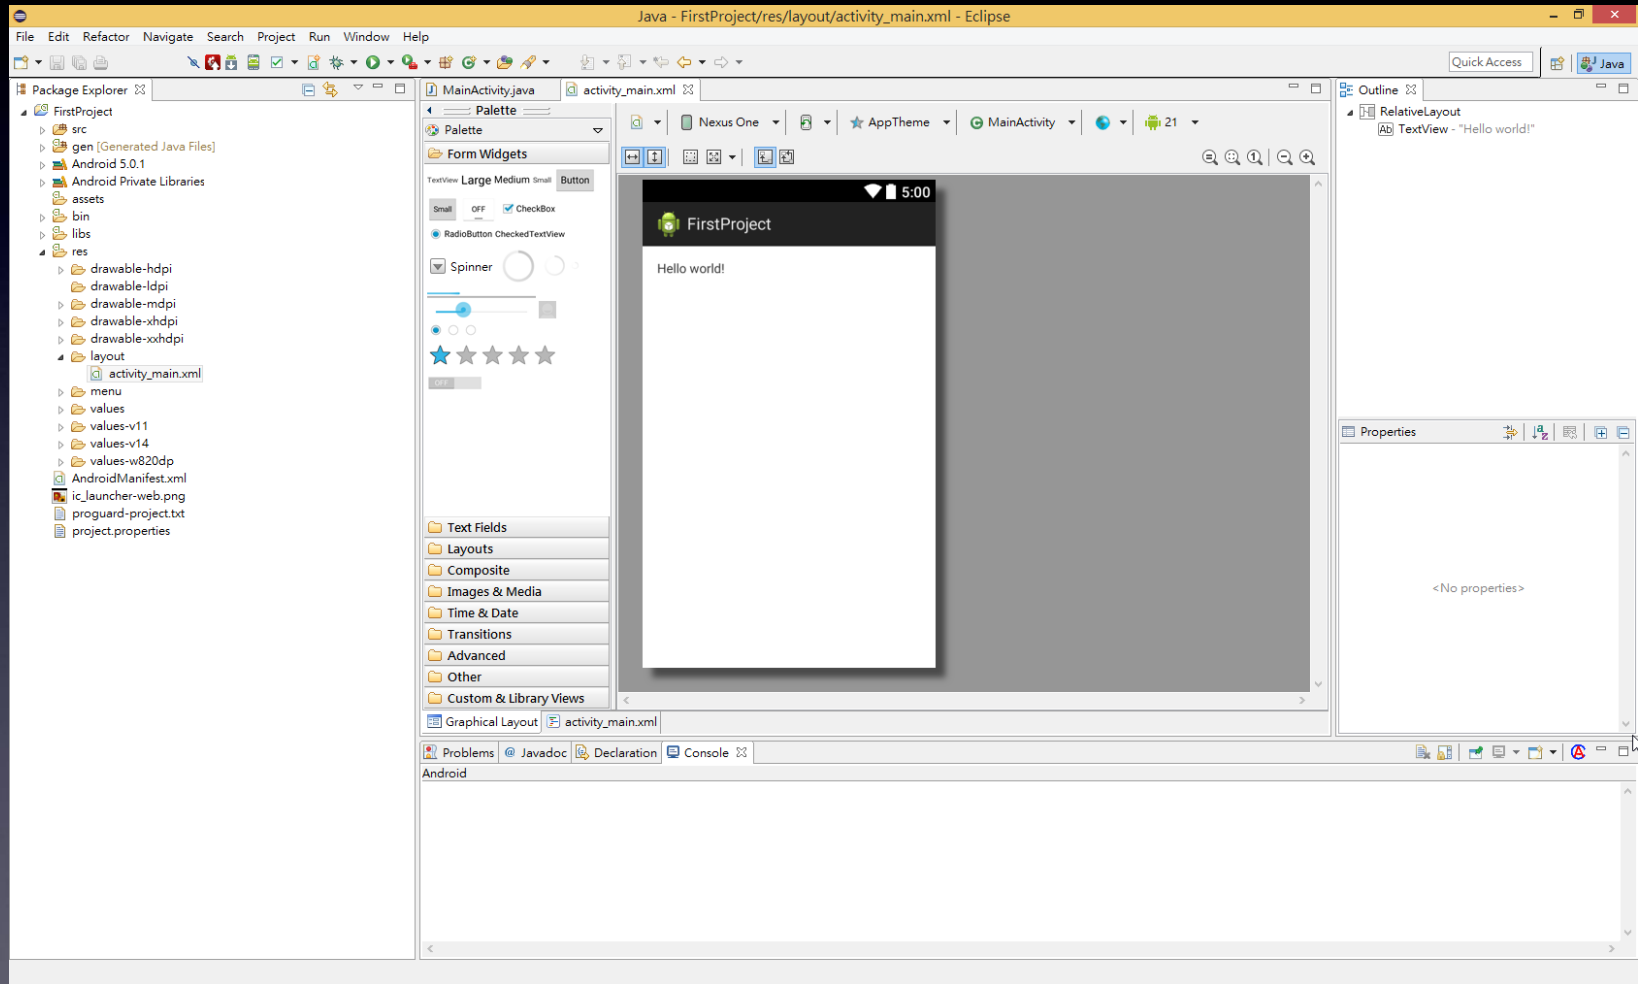 Java - FirstProject/res/layout/activity_main.xml - Eclipse
File Edit Refactor Navigate Search Project Run Window Help
Quick Access
Java
Package Explorer
FirstProject
src
gen [Generated Java Files]
Android 5.0.1
Android Private Libraries
assets
bin
libs
res
drawable-hdpi
drawable-ldpi
drawable-mdpi
drawable-xhdpi
drawable-xxhdpi
layout
activity_main.xml
menu
values
values-v11
values-v14
values-w820dp
AndroidManifest.xml
ic_launcher-web.png
proguard-project.txt
project.properties
MainActivity.java
activity_main.xml
Palette
Palette
Form Widgets
TextView Large Medium Small Button
Small OFF CheckBox
RadioButton CheckedTextView
Spinner
OFF
Text Fields
Layouts
Composite
Images & Media
Time & Date
Transitions
Advanced
Other
Custom & Library Views
Nexus One
AppTheme
MainActivity
21
5:00
FirstProject
Hello world!
Graphical Layout
activity_main.xml
Outline
RelativeLayout
Ab TextView - "Hello world!"
Properties
<No properties>
Problems @ Javadoc Declaration Console
Android